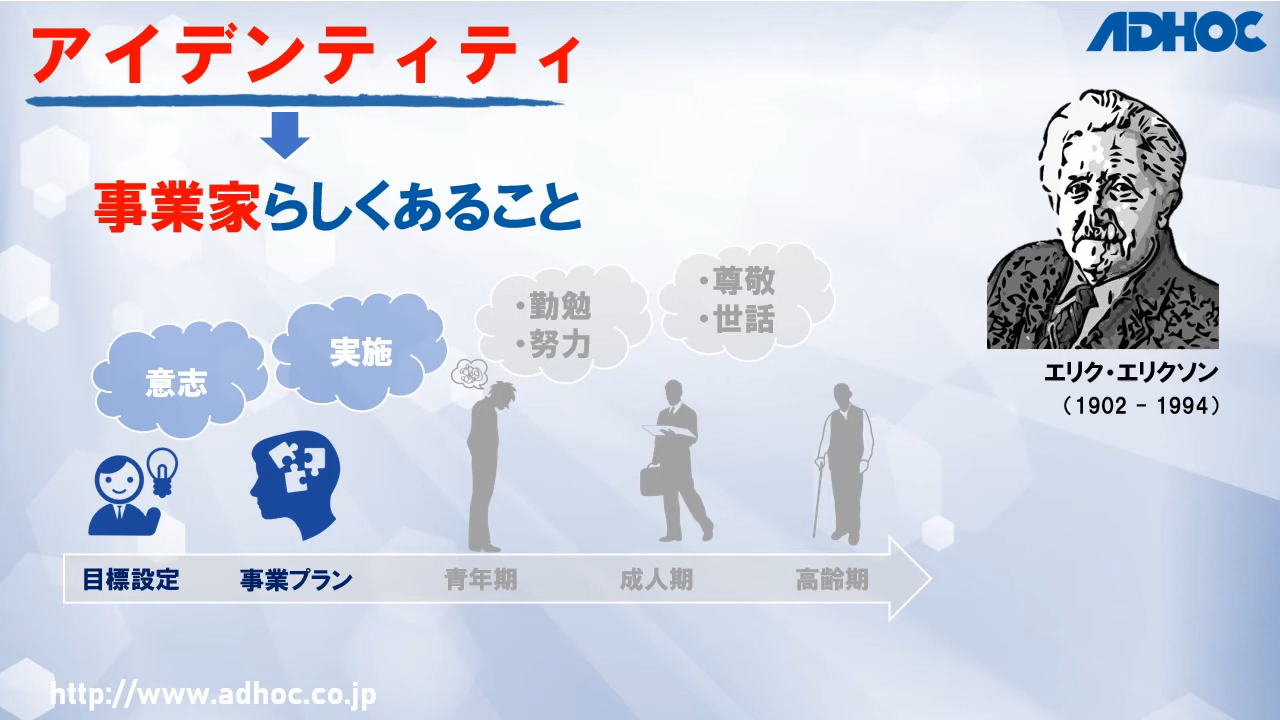 アイデンティティ
ADHOC
事業家らしくあること
・勤勉
・努力
・尊敬
・世話
意志
実施
エリク・エリクソン
（1902 - 1994）
目標設定
事業プラン
青年期
成人期
高齢期
http://www.adhoc.co.jp